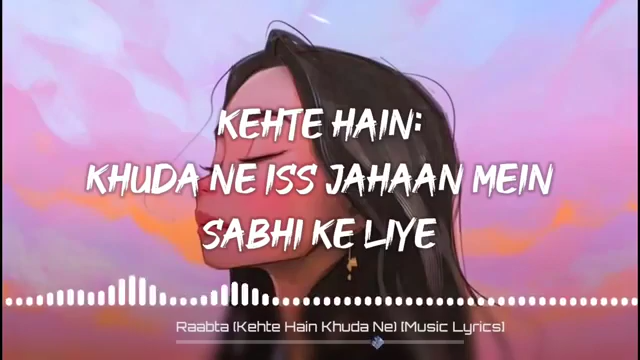 KEHTE HAIN:
KHUDA NE ISS JAHAAN MEIN
SABHI KE LIYE
Raabta (Kehte Hain Khuda Ne) [Music Lyrics]